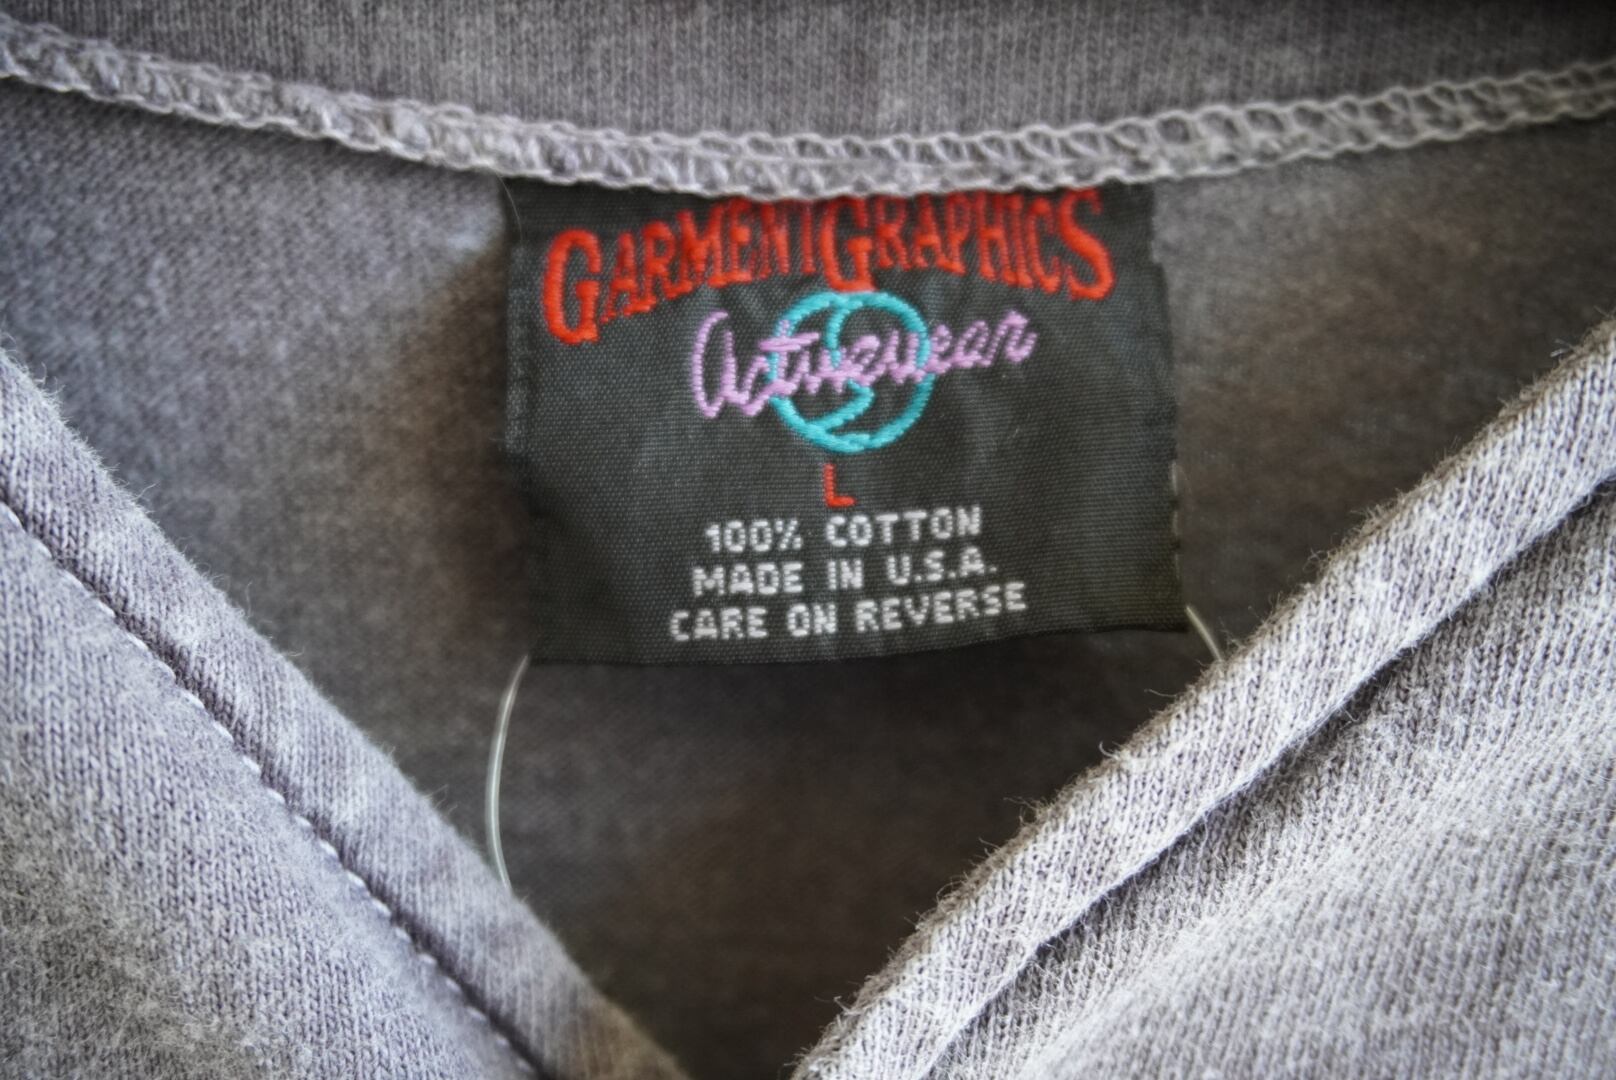 GARMENTGRAPHICS
Activewear
L
100% COTTON
MADE IN U.S.A.
CARE ON REVERSE